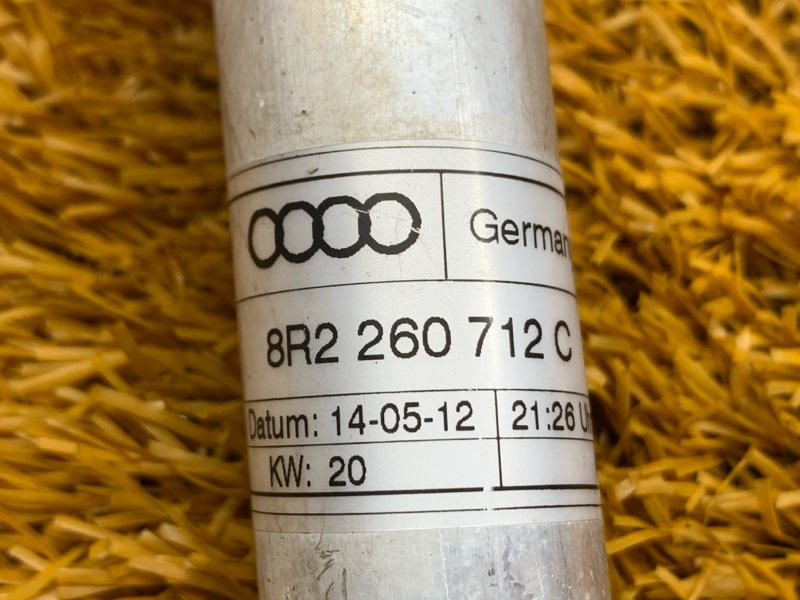 German
8R2 260 712 C
Datum: 14-05-12 21:26 U
KW: 20